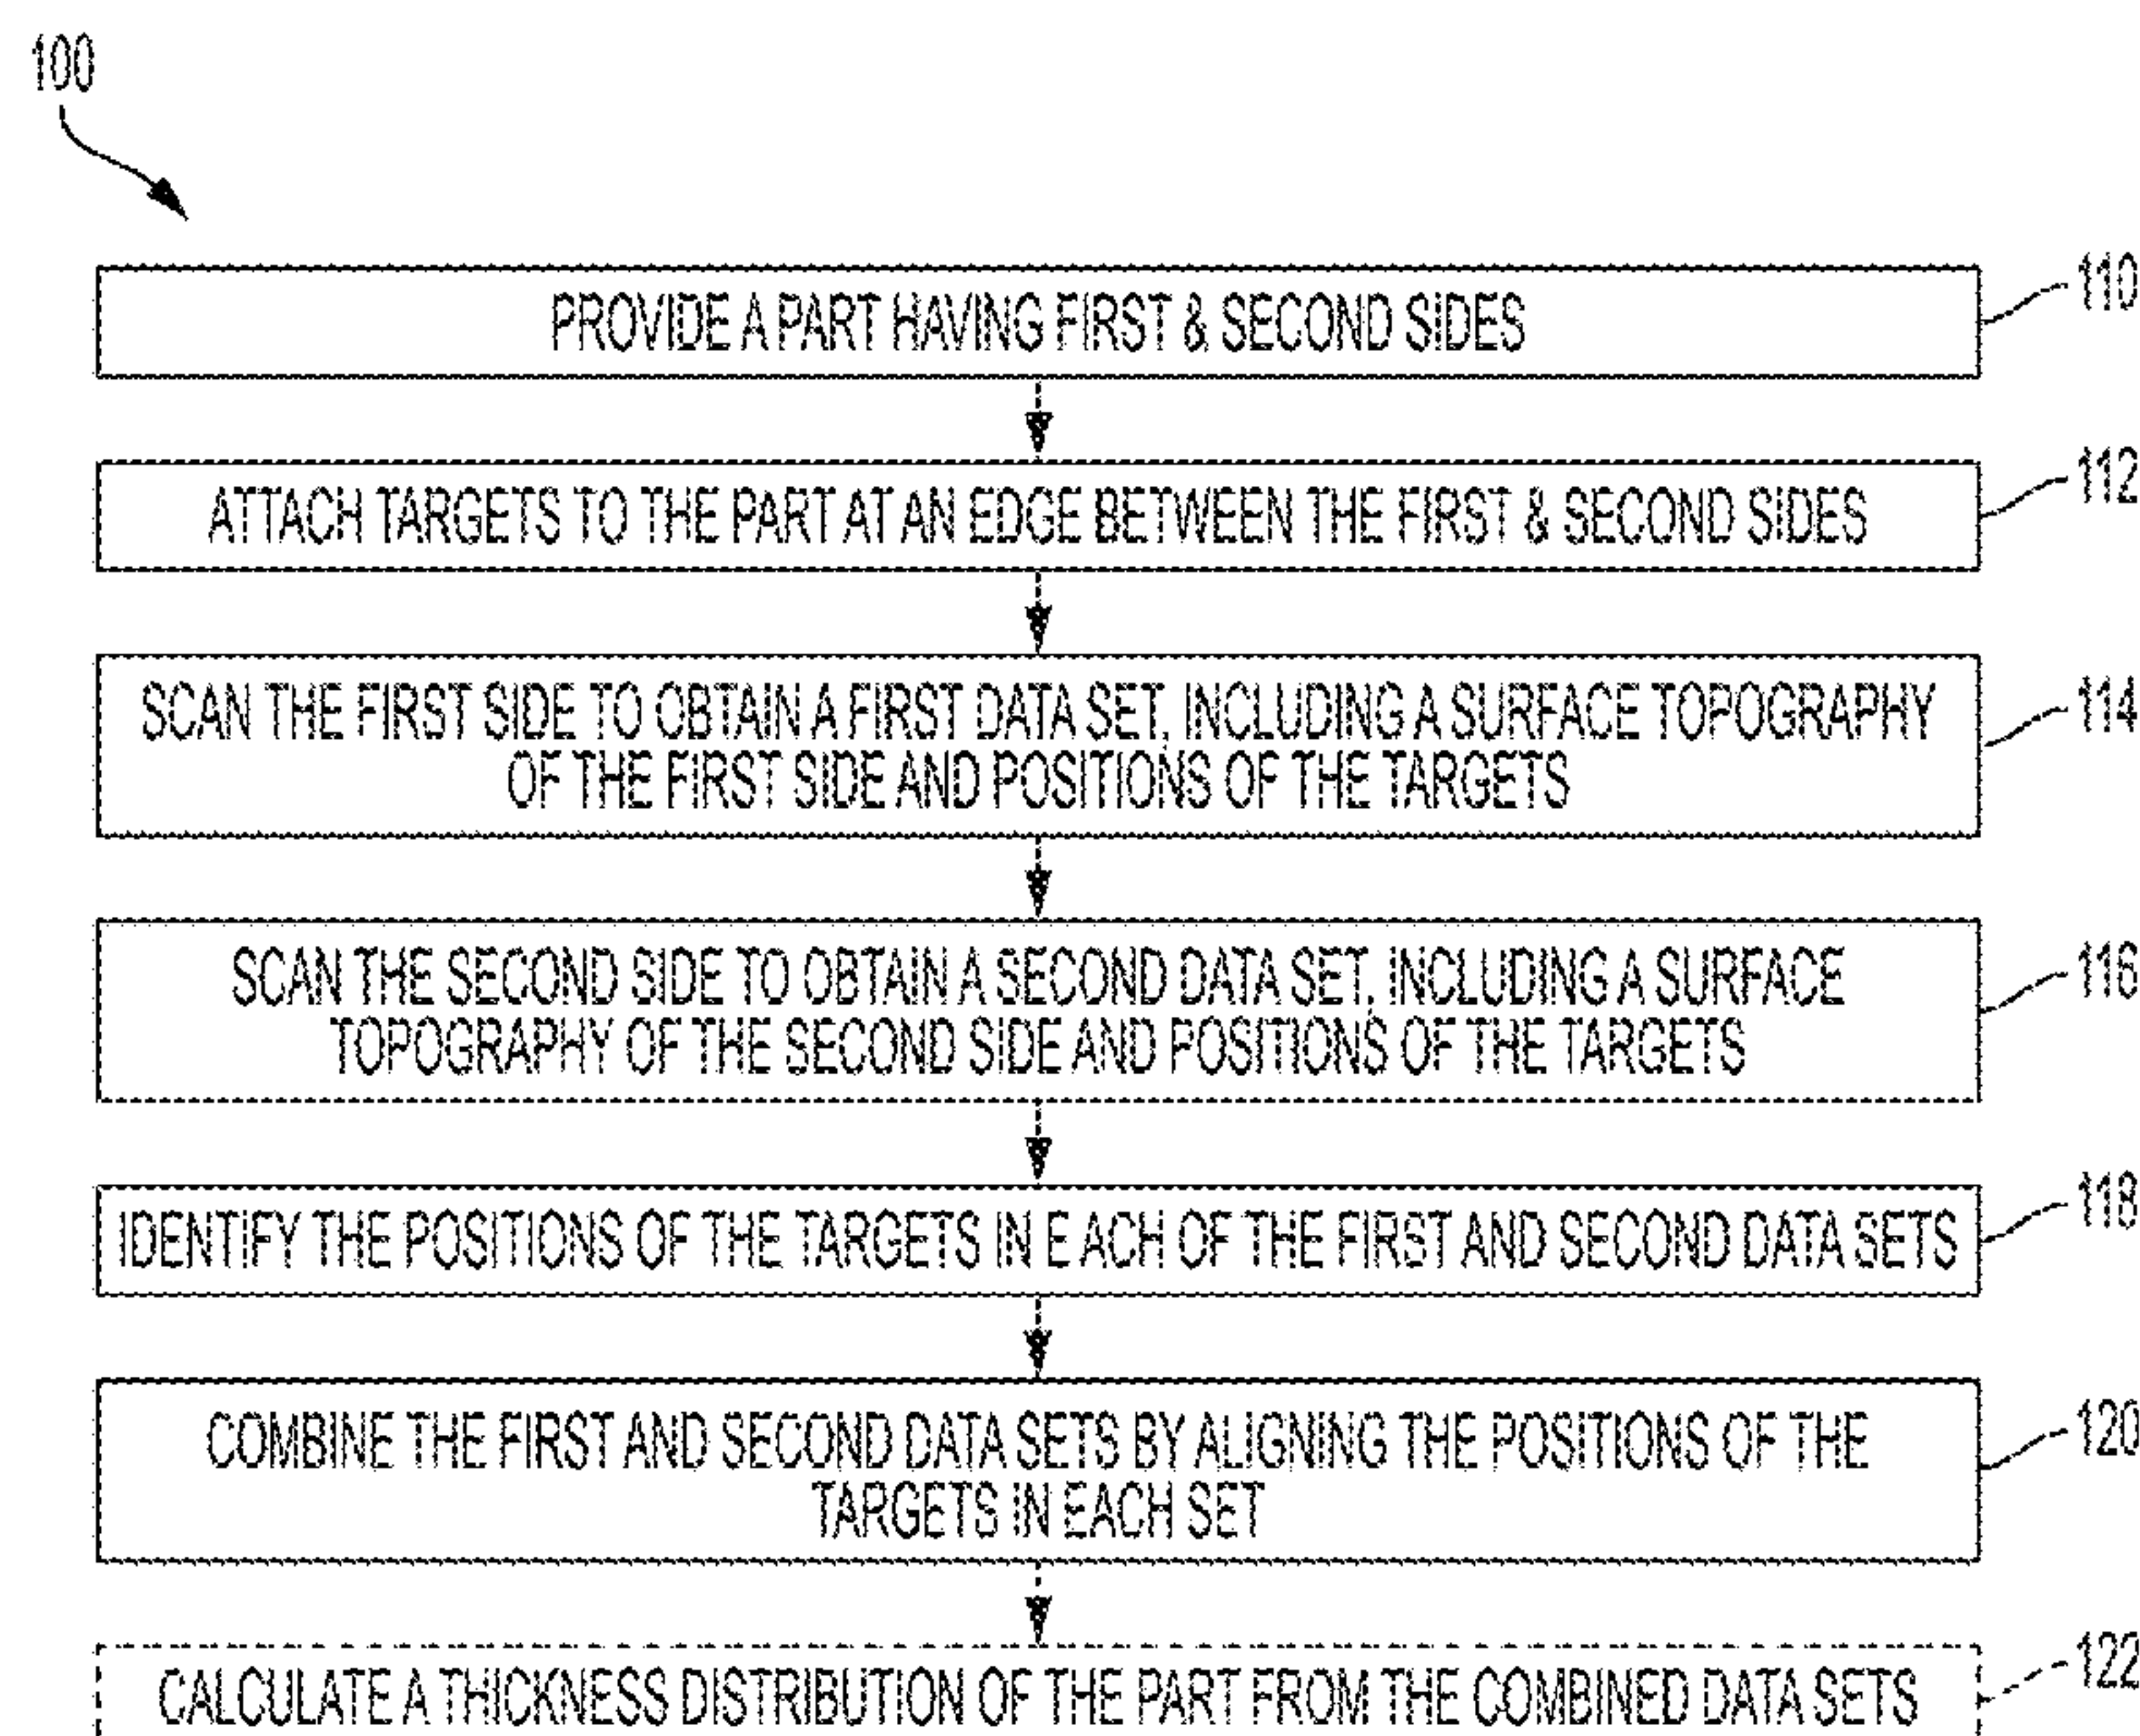 100
PROVIDE A PART HAVING FIRST & SECOND SIDES
110
ATTACH TARGETS TO THE PART AT AN EDGE BETWEEN THE FIRST & SECOND SIDES
112
SCAN THE FIRST SIDE TO OBTAIN A FIRST DATA SET, INCLUDING A SURFACE TOPOGRAPHY
OF THE FIRST SIDE AND POSITIONS OF THE TARGETS
114
SCAN THE SECOND SIDE TO OBTAIN A SECOND DATA SET, INCLUDING A SURFACE
TOPOGRAPHY OF THE SECOND SIDE AND POSITIONS OF THE TARGETS
116
IDENTIFY THE POSITIONS OF THE TARGETS IN E ACH OF THE FIRST AND SECOND DATA SETS
118
COMBINE THE FIRST AND SECOND DATA SETS BY ALIGNING THE POSITIONS OF THE
TARGETS IN EACH SET
120
CALCULATE A THICKNESS DISTRIBUTION OF THE PART FROM THE COMBINED DATA SETS
122